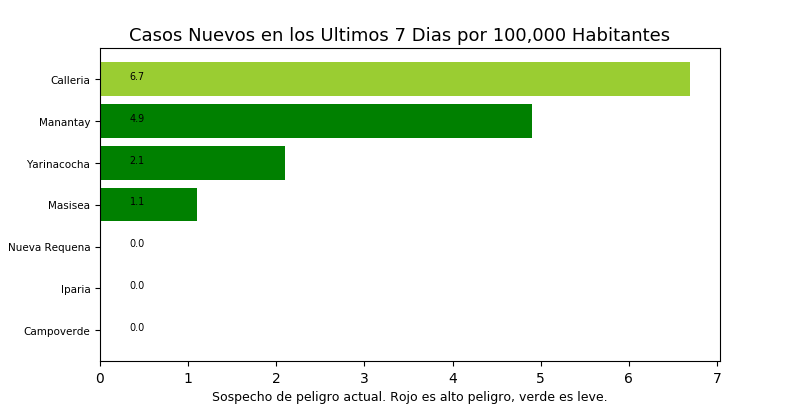 Casos Nuevos en los Ultimos 7 Dias por 100,000 Habitantes
Calleria 6.7
Manantay 4.9
Yarinacocha 2.1
Masisea 1.1
Nueva Requena 0.0
Iparia 0.0
Campoverde 0.0
0 1 2 3 4 5 6 7
Sospecho de peligro actual. Rojo es alto peligro, verde es leve.